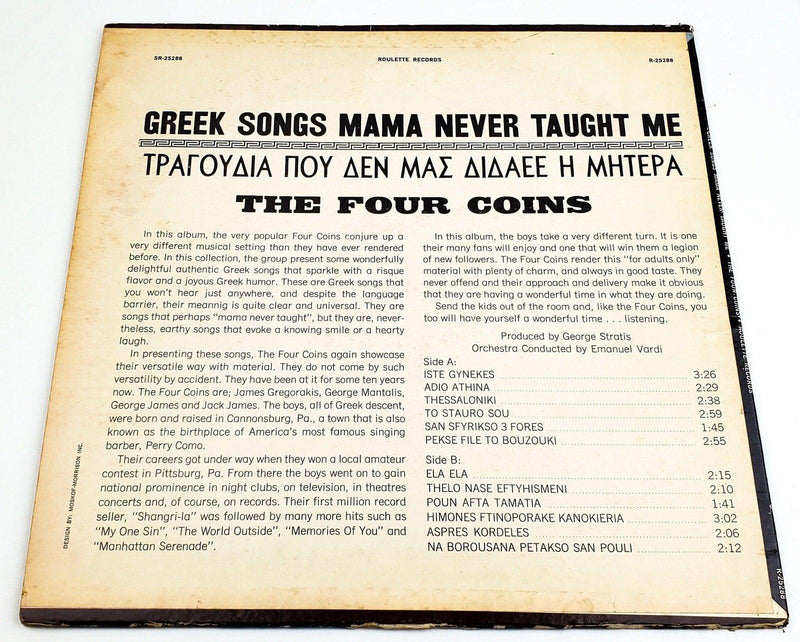 SR-25288
ROULETTE RECORDS
R-25288
GREEK SONGS MAMA NEVER TAUGHT ME
ΤΡΑΓΟΥΔΙΑ ΠΟΥ ΔΕΝ ΜΑΣ ΔΙΔΑΕΕ Η ΜΗΤΕΡΑ
THE FOUR COINS
In this album, the very popular Four Coins conjure up a
very different musical setting than they have ever rendered
before. In this collection, the group present some wonderfully
delightful authentic Greek songs that sparkle with a risque
flavor and a joyous Greek humor. These are Greek songs that
you won't hear just anywhere, and despite the language
barrier, their meannig is quite clear and universal. They are
songs that perhaps "mama never taught", but they are, never-
theless, earthy songs that evoke a knowing smile or a hearty
laugh.
In presenting these songs, The Four Coins again showcase
their versatile way with material. They do not come by such
versatility by accident. They have been at it for some ten years
now. The Four Coins are; James Gregorakis, George Mantalis,
George James and Jack James. The boys, all of Greek descent,
were born and raised in Cannonsburg, Pa., a town that is also
known as the birthplace of America's most famous singing
barber, Perry Como.
Their careers got under way when they won a local amateur
contest in Pittsburg, Pa. From there the boys went on to gain
national prominence in night clubs, on television, in theatres
concerts and, of course, on records. Their first million record
seller, "Shangri-la" was followed by many more hits such as
"My One Sin", "The World Outside", "Memories Of You" and
"Manhattan Serenade".
In this album, the boys take a very different turn. It is one
their many fans will enjoy and one that will win them a legion
of new followers. The Four Coins render this "for adults only"
material with plenty of charm, and always in good taste. They
never offend and their approach and delivery make it obvious
that they are having a wonderful time in what they are doing.
Send the kids out of the room and, like the Four Coins, you
too will have yourself a wonderful time . . . listening.
Produced by George Stratis
Orchestra Conducted by Emanuel Vardi
Side A:
ISTE GYNEKES 3:26
ADIO ATHINA 2:29
THESSALONIKI 2:38
TO STAURO SOU 2:59
SAN SFYRIKSO 3 FORES 1:45
PEKSE FILE TO BOUZOUKI 2:55
Side B:
ELA ELA 2:15
THELO NASE EFTYHISMENI 2:10
POUN AFTA TAMATIA 1:41
HIMONES FTINOPORAKE KANOKIERIA 3:02
ASPRES KORDELES 2:06
NA BOROUSANA PETAKSO SAN POULI 2:12
DESIGN BY: MOSKOF-MORRISON INC.
R-25288